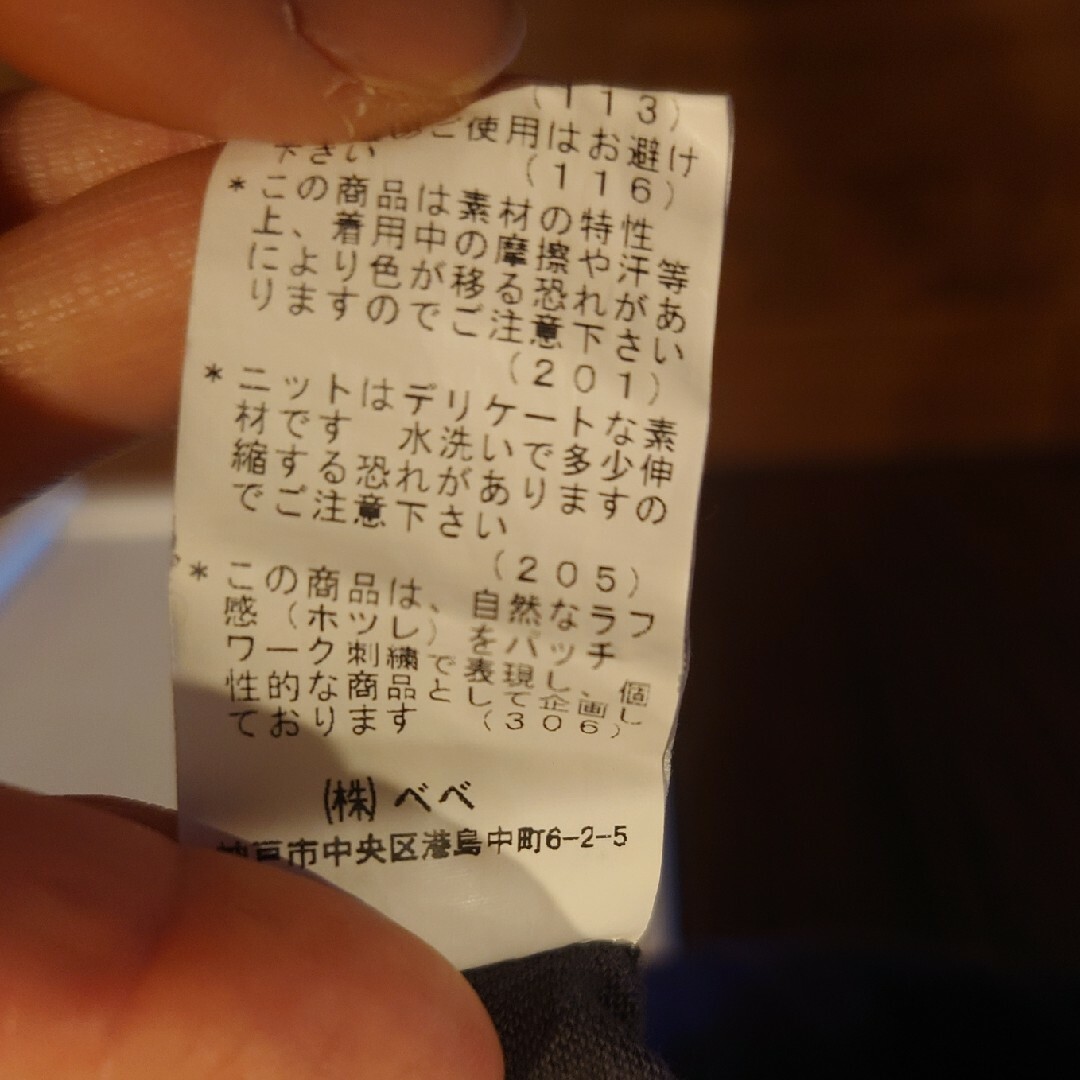 (113)
ご使用はお避け
下さい (116)
* この商品は素材の特性等
上、着用中の摩擦や汗等
により色が移る恐れがあ
りますのでご注意下さい
(201)
* ニットはデリケートな素
材です 水洗いで多少伸
縮する恐れがありますの
でご注意下さい
(205)
* この商品は、自然なラフ
感(ホツレ)をパッチ
ワーク刺繍で表現し、個
性的な商品として企画し
ております (306)
(株)べべ
神戸市中央区港島中町6-2-5